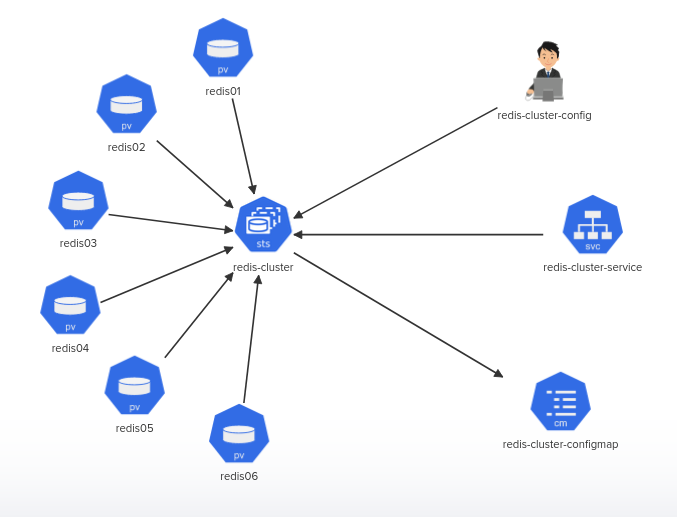 pv
redis01
pv
redis02
redis-cluster-config
pv
redis03
sts
redis-cluster
svc
redis-cluster-service
pv
redis04
pv
redis05
cm
redis-cluster-configmap
pv
redis06